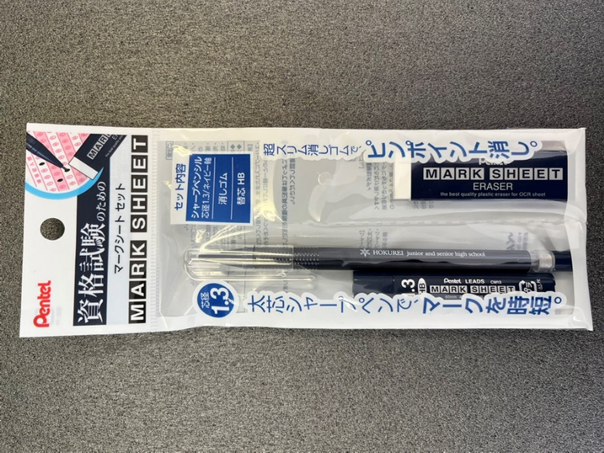 Pentel
資格試験のための
マークシート セット
MARK SHEET
セット内容
シャープペンシル
芯径1.3/ネイビー軸
消しゴム
替芯 HB
超スリム消しゴムで、ピンポイント消し。
MARK SHEET
ERASER
the best quality plastic eraser for OCR sheet
HOKUREI junior and senior high school
1.3
HB
Pentel LEADS
MARK SHEET
芯径
1.3
太芯シャープペンで、マークを時短。